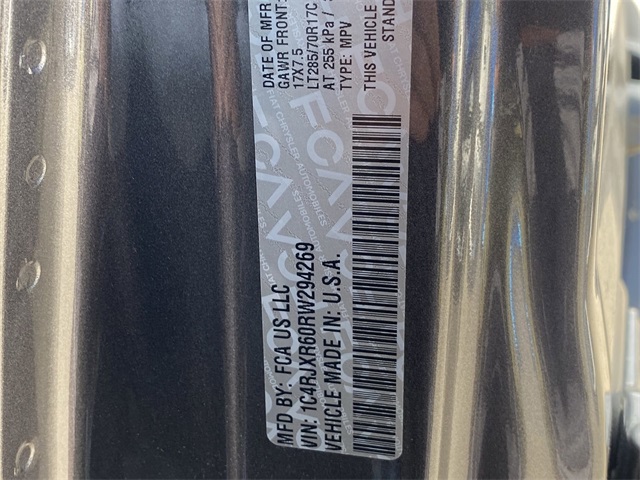 MFD BY: FCA US LLC
VIN: 1C4RJXR60RW294269
VEHICLE MADE IN: U.S.A.
DATE OF MFR
GAWR FRONT:
17X7.5
LT285/70R17C
AT 255 kPa /
TYPE: MPV
THIS VEHICLE
STAND